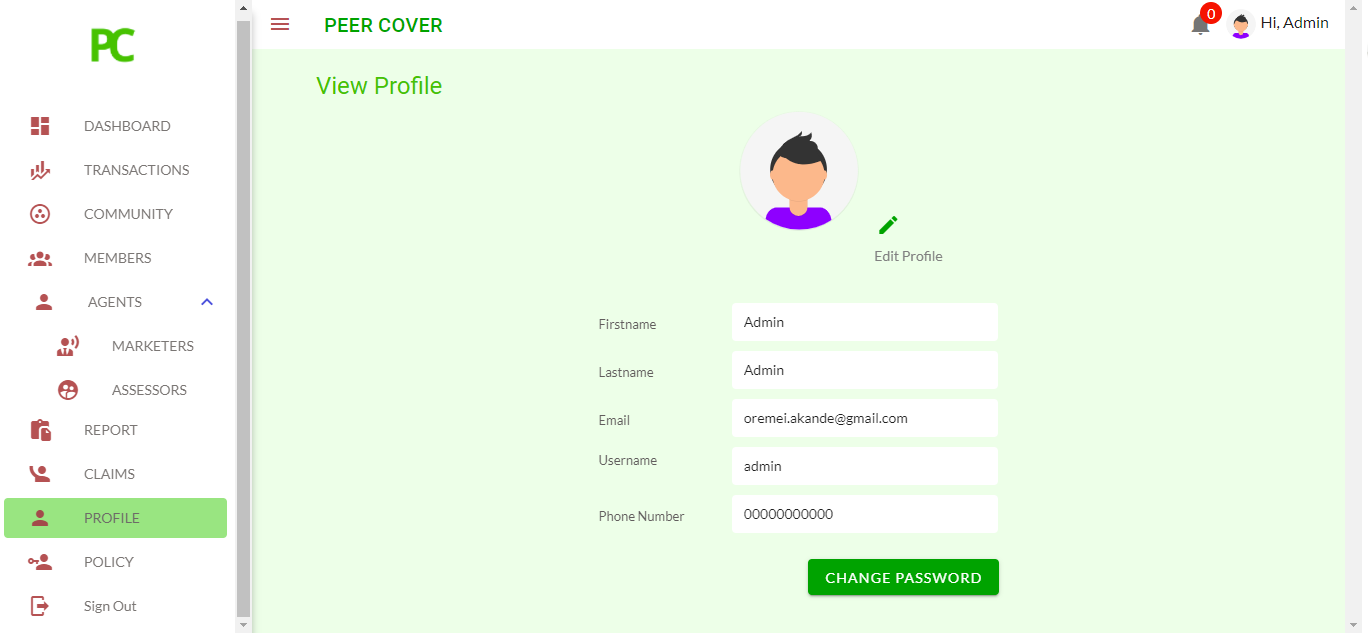 PC
DASHBOARD
TRANSACTIONS
COMMUNITY
MEMBERS
AGENTS
MARKETERS
ASSESSORS
REPORT
CLAIMS
PROFILE
POLICY
Sign Out
PEER COVER
0
Hi, Admin
View Profile
Edit Profile
Firstname Admin
Lastname Admin
Email oremei.akande@gmail.com
Username admin
Phone Number 00000000000
CHANGE PASSWORD